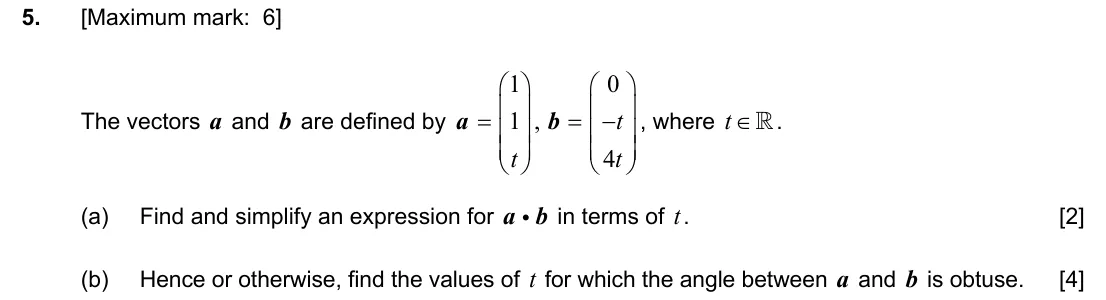 5. [Maximum mark: 6]
The vectors a and b are defined by a = (1 1 t), b = (0 −t 4t), where t ∈ ℝ.
(a) Find and simplify an expression for a • b in terms of t. [2]
(b) Hence or otherwise, find the values of t for which the angle between a and b is obtuse. [4]